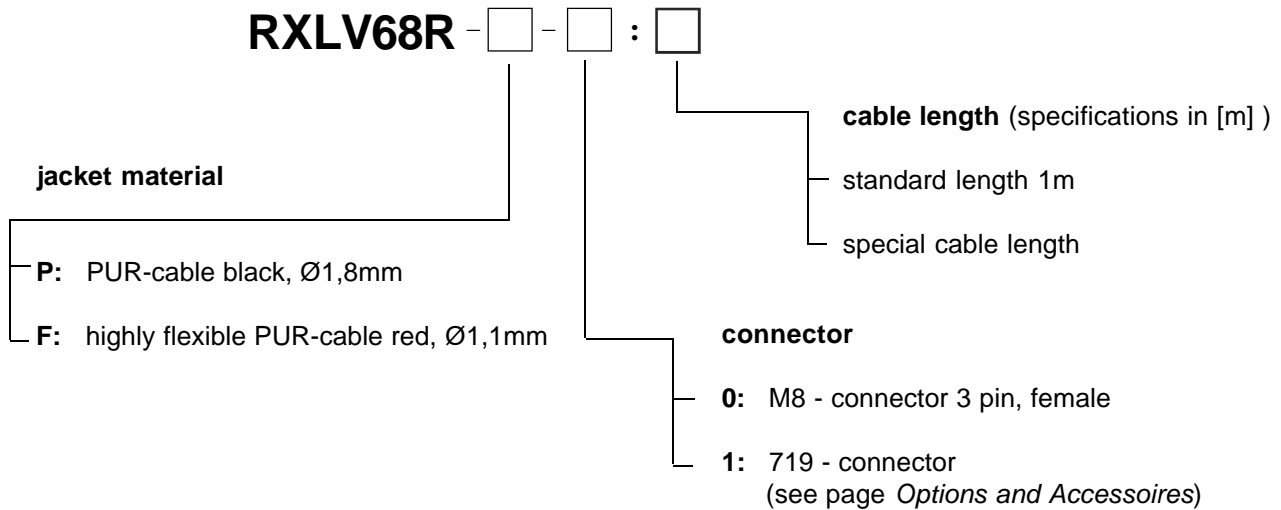 RXLV68R - - :
cable length (specifications in [m] )
standard length 1m
special cable length
jacket material
P: PUR-cable black, Ø1,8mm
F: highly flexible PUR-cable red, Ø1,1mm
connector
0: M8 - connector 3 pin, female
1: 719 - connector
(see page Options and Accessoires)